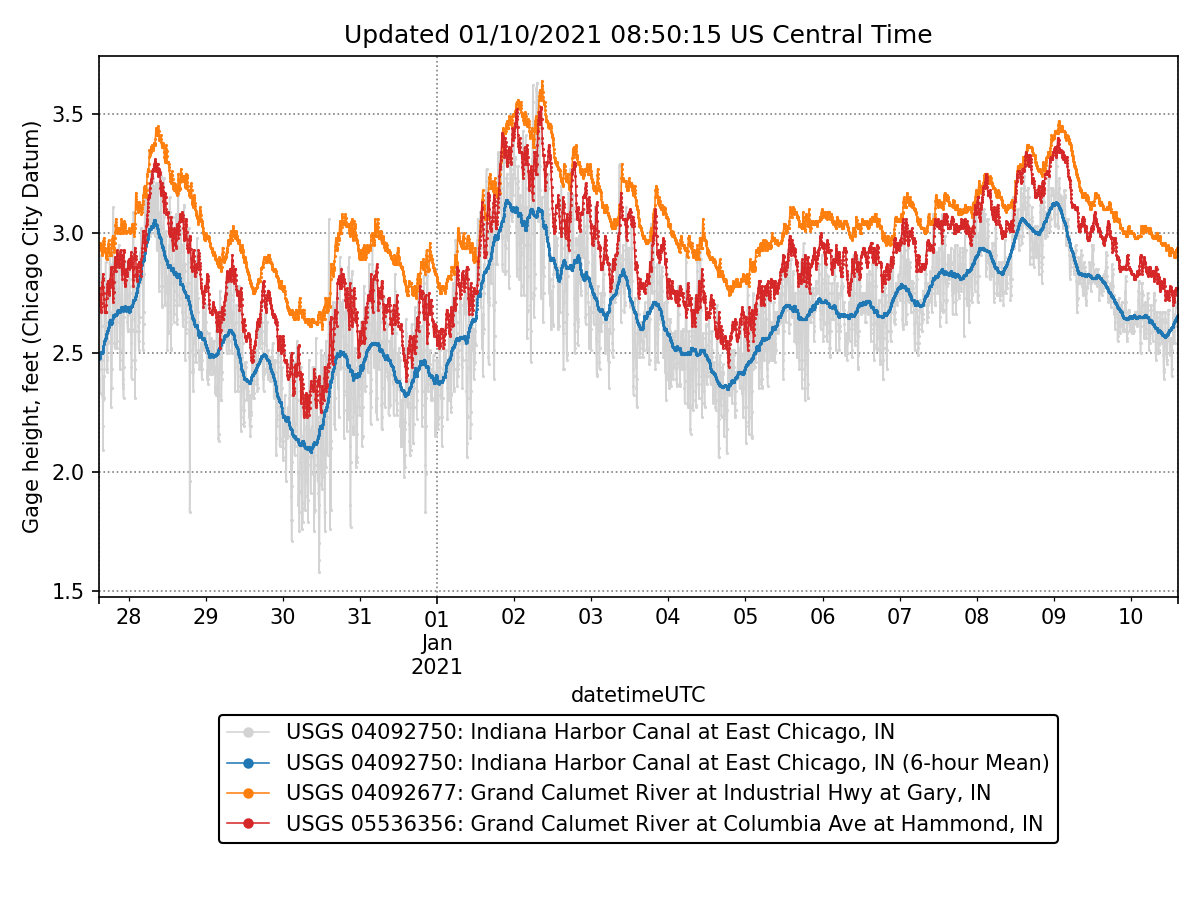 Updated 01/10/2021 08:50:15 US Central Time
Gage height, feet (Chicago City Datum)
3.5
3.0
2.5
2.0
1.5
28 29 30 31 01 02 03 04 05 06 07 08 09 10
Jan
2021
datetimeUTC
USGS 04092750: Indiana Harbor Canal at East Chicago, IN
USGS 04092750: Indiana Harbor Canal at East Chicago, IN (6-hour Mean)
USGS 04092677: Grand Calumet River at Industrial Hwy at Gary, IN
USGS 05536356: Grand Calumet River at Columbia Ave at Hammond, IN